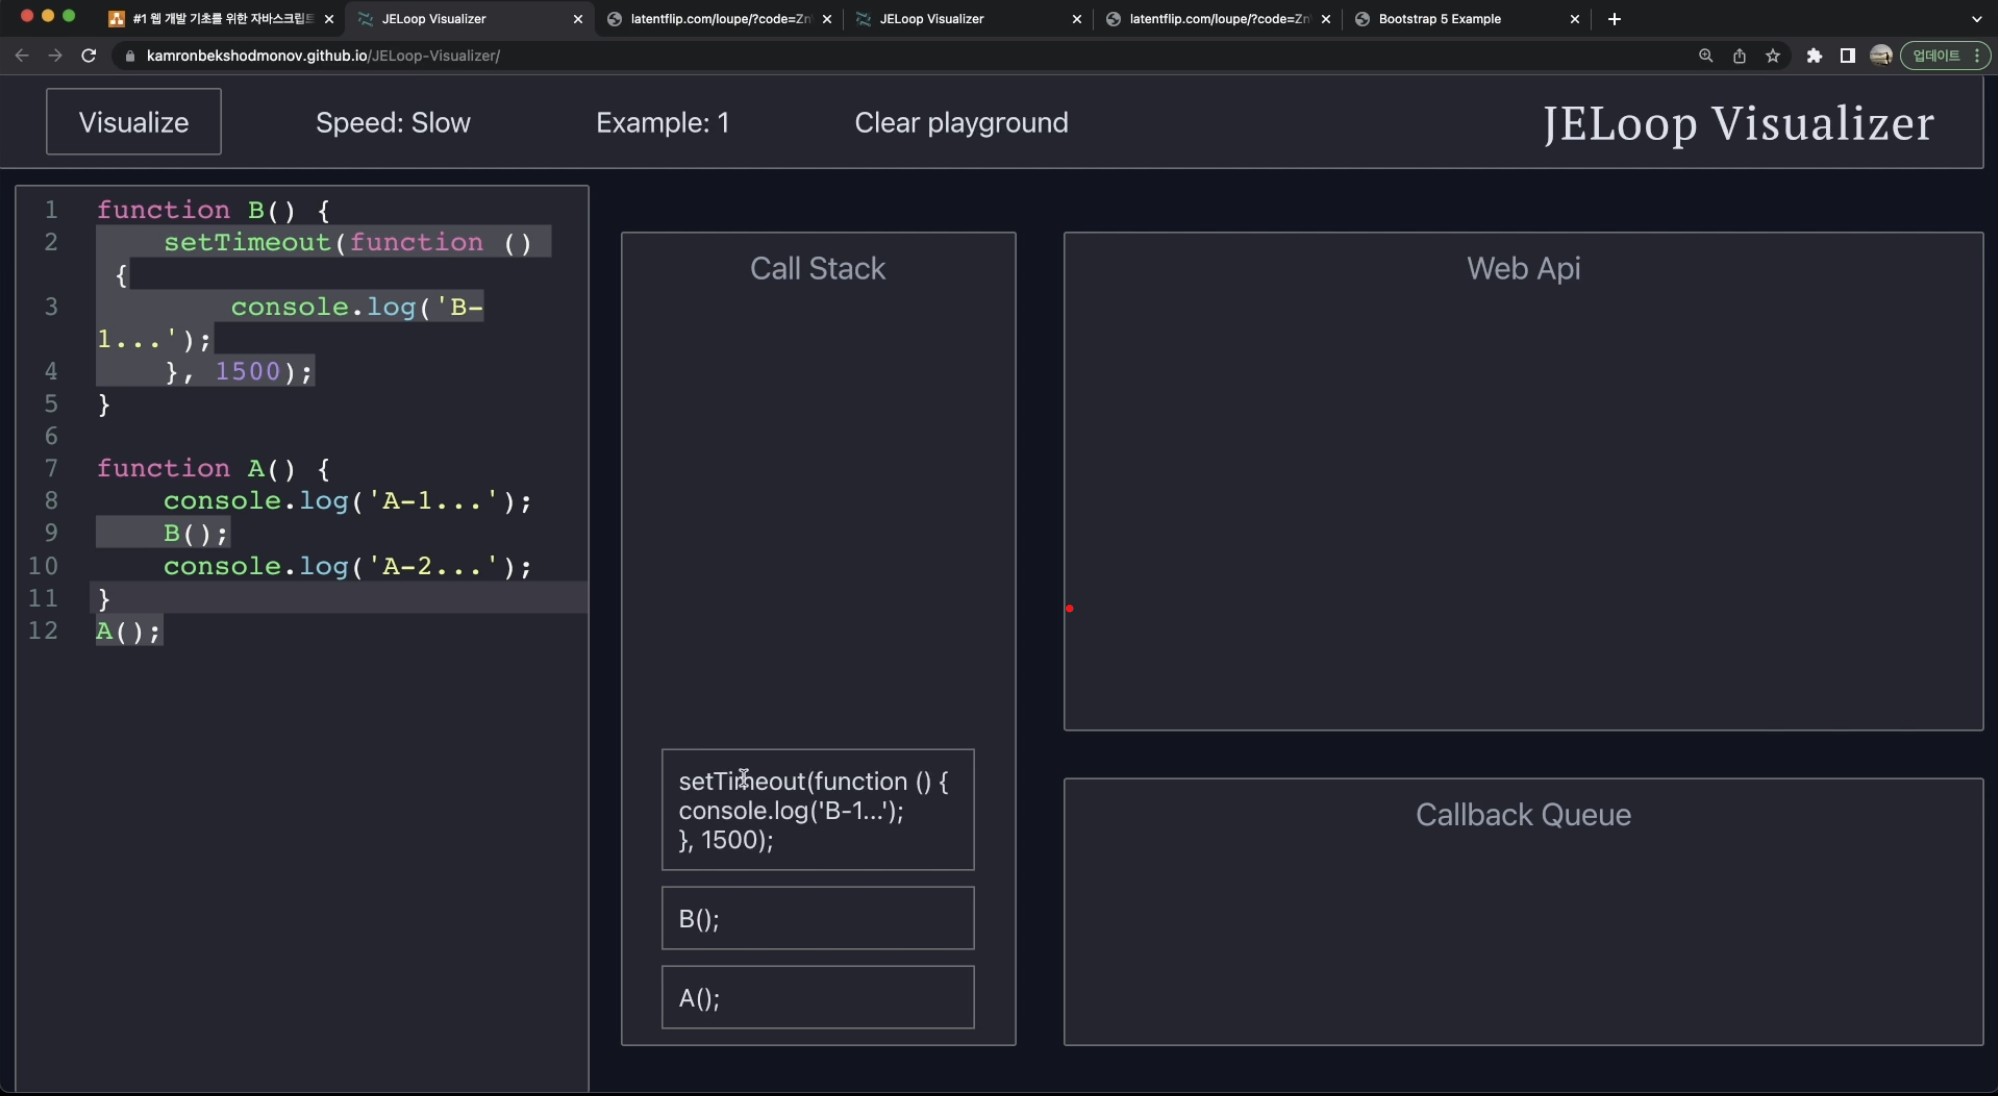 #1 웹 개발 기초를 위한 자바스크립트
JELoop Visualizer
latentflip.com/loupe/?code=Zn
JELoop Visualizer
latentflip.com/loupe/?code=Zn
Bootstrap 5 Example
kamronbekshodmonov.github.io/JELoop-Visualizer/
업데이트
Visualize
Speed: Slow
Example: 1
Clear playground
JELoop Visualizer
1 function B() {
2 setTimeout(function ()
{
3 console.log('B-
1...');
4 }, 1500);
5 }
6
7 function A() {
8 console.log('A-1...');
9 B();
10 console.log('A-2...');
11 }
12 A();
Call Stack
setTimeout(function () {
console.log('B-1...');
}, 1500);
B();
A();
Web Api
Callback Queue